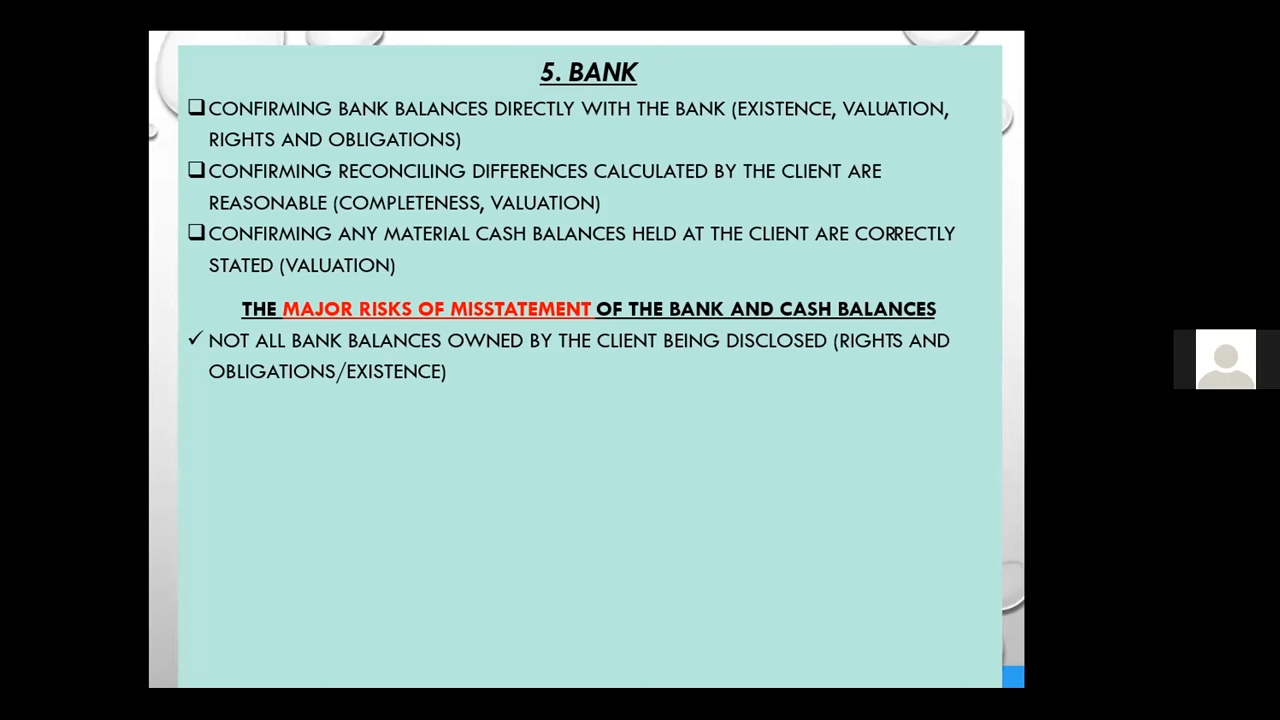 5. BANK
❑CONFIRMING BANK BALANCES DIRECTLY WITH THE BANK (EXISTENCE, VALUATION,
RIGHTS AND OBLIGATIONS)
❑CONFIRMING RECONCILING DIFFERENCES CALCULATED BY THE CLIENT ARE
REASONABLE (COMPLETENESS, VALUATION)
❑CONFIRMING ANY MATERIAL CASH BALANCES HELD AT THE CLIENT ARE CORRECTLY
STATED (VALUATION)
THE MAJOR RISKS OF MISSTATEMENT OF THE BANK AND CASH BALANCES
✓ NOT ALL BANK BALANCES OWNED BY THE CLIENT BEING DISCLOSED (RIGHTS AND
OBLIGATIONS/EXISTENCE)